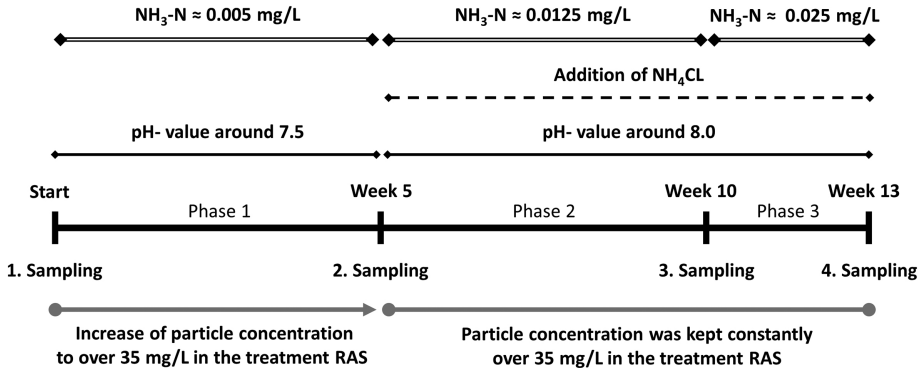 NH₃-N ≈ 0.005 mg/L
NH₃-N ≈ 0.0125 mg/L
NH₃-N ≈ 0.025 mg/L
Addition of NH₄CL
pH- value around 7.5
pH- value around 8.0
Start
Week 5
Week 10
Week 13
Phase 1
Phase 2
Phase 3
1. Sampling
2. Sampling
3. Sampling
4. Sampling
Increase of particle concentration
to over 35 mg/L in the treatment RAS
Particle concentration was kept constantly
over 35 mg/L in the treatment RAS